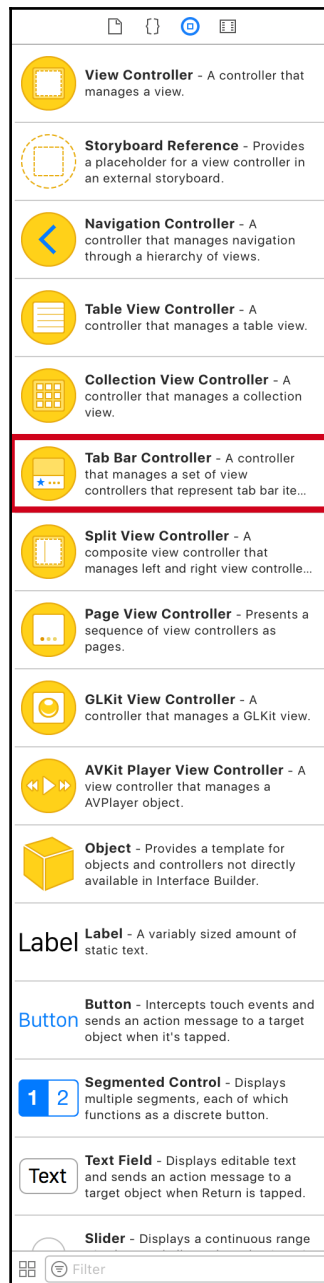 View Controller - A controller that
manages a view.
Storyboard Reference - Provides
a placeholder for a view controller in
an external storyboard.
Navigation Controller - A
controller that manages navigation
through a hierarchy of views.
Table View Controller - A
controller that manages a table view.
Collection View Controller - A
controller that manages a collection
view.
Tab Bar Controller - A controller
that manages a set of view
controllers that represent tab bar ite...
Split View Controller - A
composite view controller that
manages left and right view controlle...
Page View Controller - Presents a
sequence of view controllers as
pages.
GLKit View Controller - A
controller that manages a GLKit view.
AVKit Player View Controller - A
view controller that manages a
AVPlayer object.
Object - Provides a template for
objects and controllers not directly
available in Interface Builder.
Label
Label - A variably sized amount of
static text.
Button
Button - Intercepts touch events and
sends an action message to a target
object when it's tapped.
1 2
Segmented Control - Displays
multiple segments, each of which
functions as a discrete button.
Text
Text Field - Displays editable text
and sends an action message to a
target object when Return is tapped.
Slider - Displays a continuous range
Filter